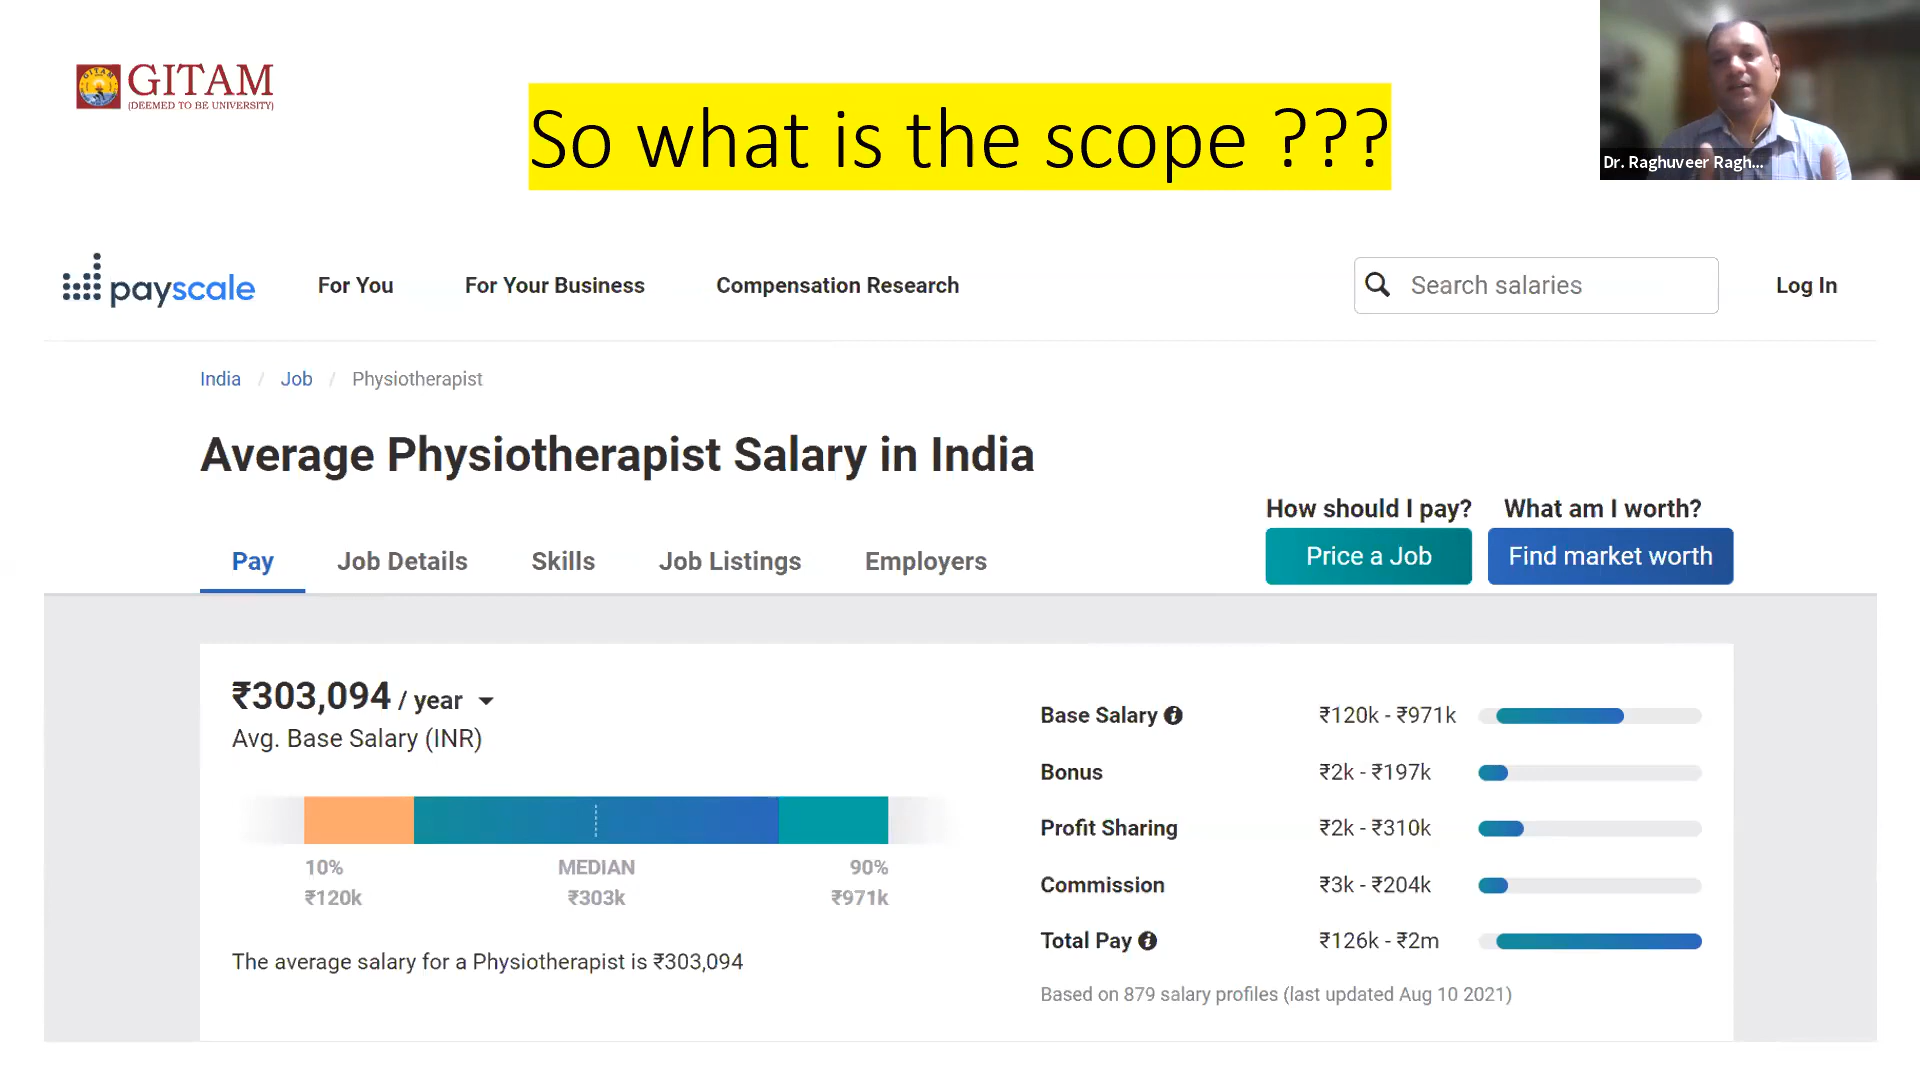 GITAM
(DEEMED TO BE UNIVERSITY)
So what is the scope ???
Dr. Raghuveer Ragh...
payscale
For You
For Your Business
Compensation Research
Search salaries
Log In
India / Job / Physiotherapist
Average Physiotherapist Salary in India
How should I pay?
What am I worth?
Pay
Job Details
Skills
Job Listings
Employers
Price a Job
Find market worth
₹303,094 / year
Avg. Base Salary (INR)
10%
₹120k
MEDIAN
₹303k
90%
₹971k
The average salary for a Physiotherapist is ₹303,094
Base Salary ₹120k - ₹971k
Bonus ₹2k - ₹197k
Profit Sharing ₹2k - ₹310k
Commission ₹3k - ₹204k
Total Pay ₹126k - ₹2m
Based on 879 salary profiles (last updated Aug 10 2021)